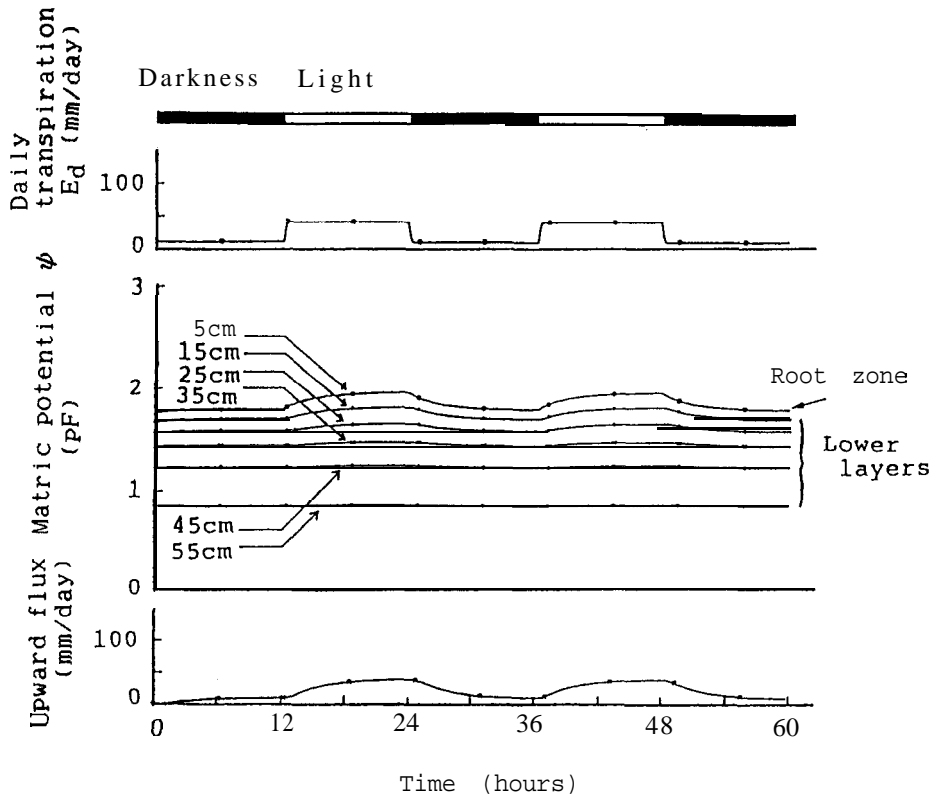 Daily
transpiration
Ed (mm/day)
Darkness Light
100
0
Matric potential ψ
(pF)
3
2
1
0
5cm
15cm
25cm
35cm
45cm
55cm
Root zone
Lower
layers
Upward flux
(mm/day)
100
0
0 12 24 36 48 60
Time (hours)